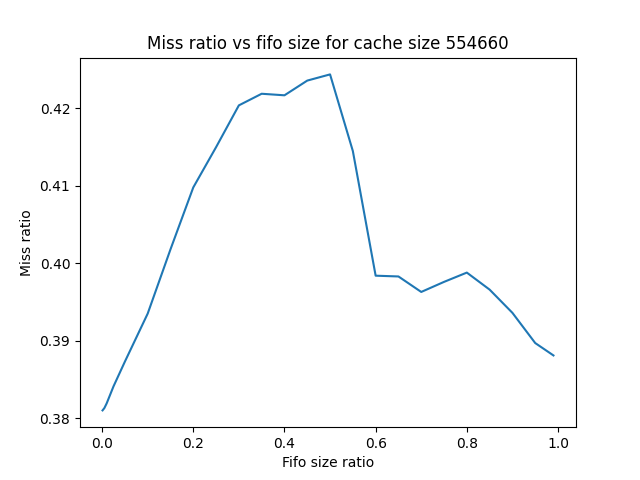 Miss ratio vs fifo size for cache size 554660
0.42
0.41
0.40
0.39
0.38
Miss ratio
0.0 0.2 0.4 0.6 0.8 1.0
Fifo size ratio